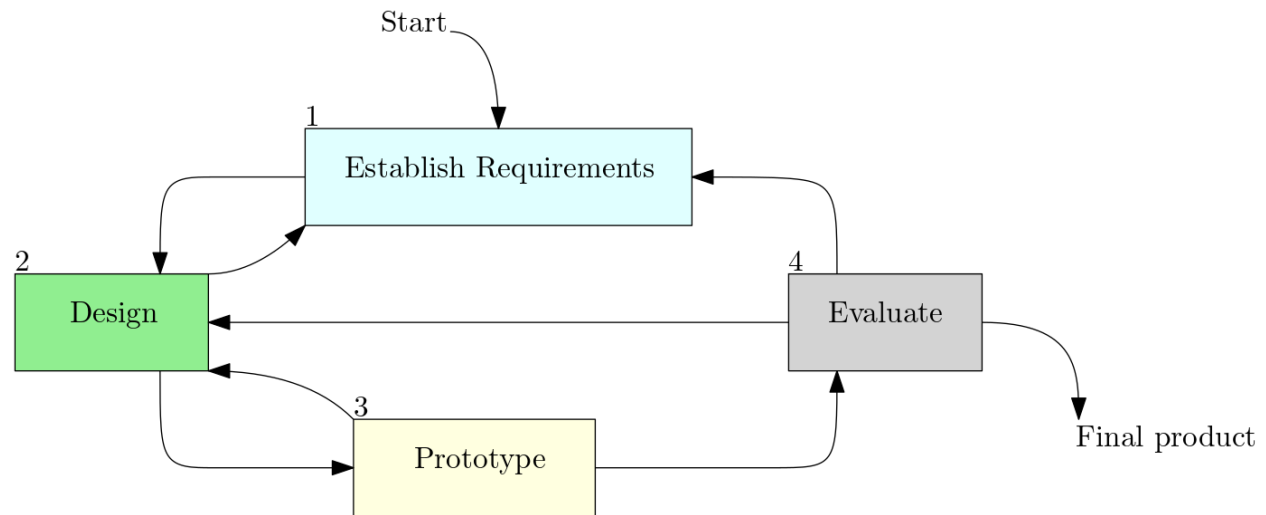 Start
1
Establish Requirements
2
Design
4
Evaluate
3
Prototype
Final product